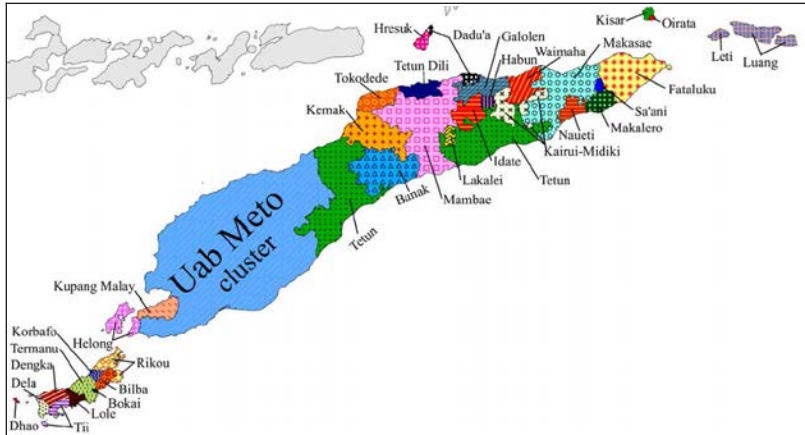 Hresuk
Dadu'a
Galolen
Habun
Waimaha
Makasae
Kisar
Oirata
Leti
Luang
Tetun Dili
Tokodede
Kemak
Fataluku
Sa'ani
Makalero
Naueti
Kairui-Midiki
Idate
Tetun
Lakalei
Mambae
Banak
Tetun
Uab Meto
cluster
Kupang Malay
Helong
Korbafo
Termanu
Dengka
Dela
Rikou
Bilba
Bokai
Lole
Tii
Dhao